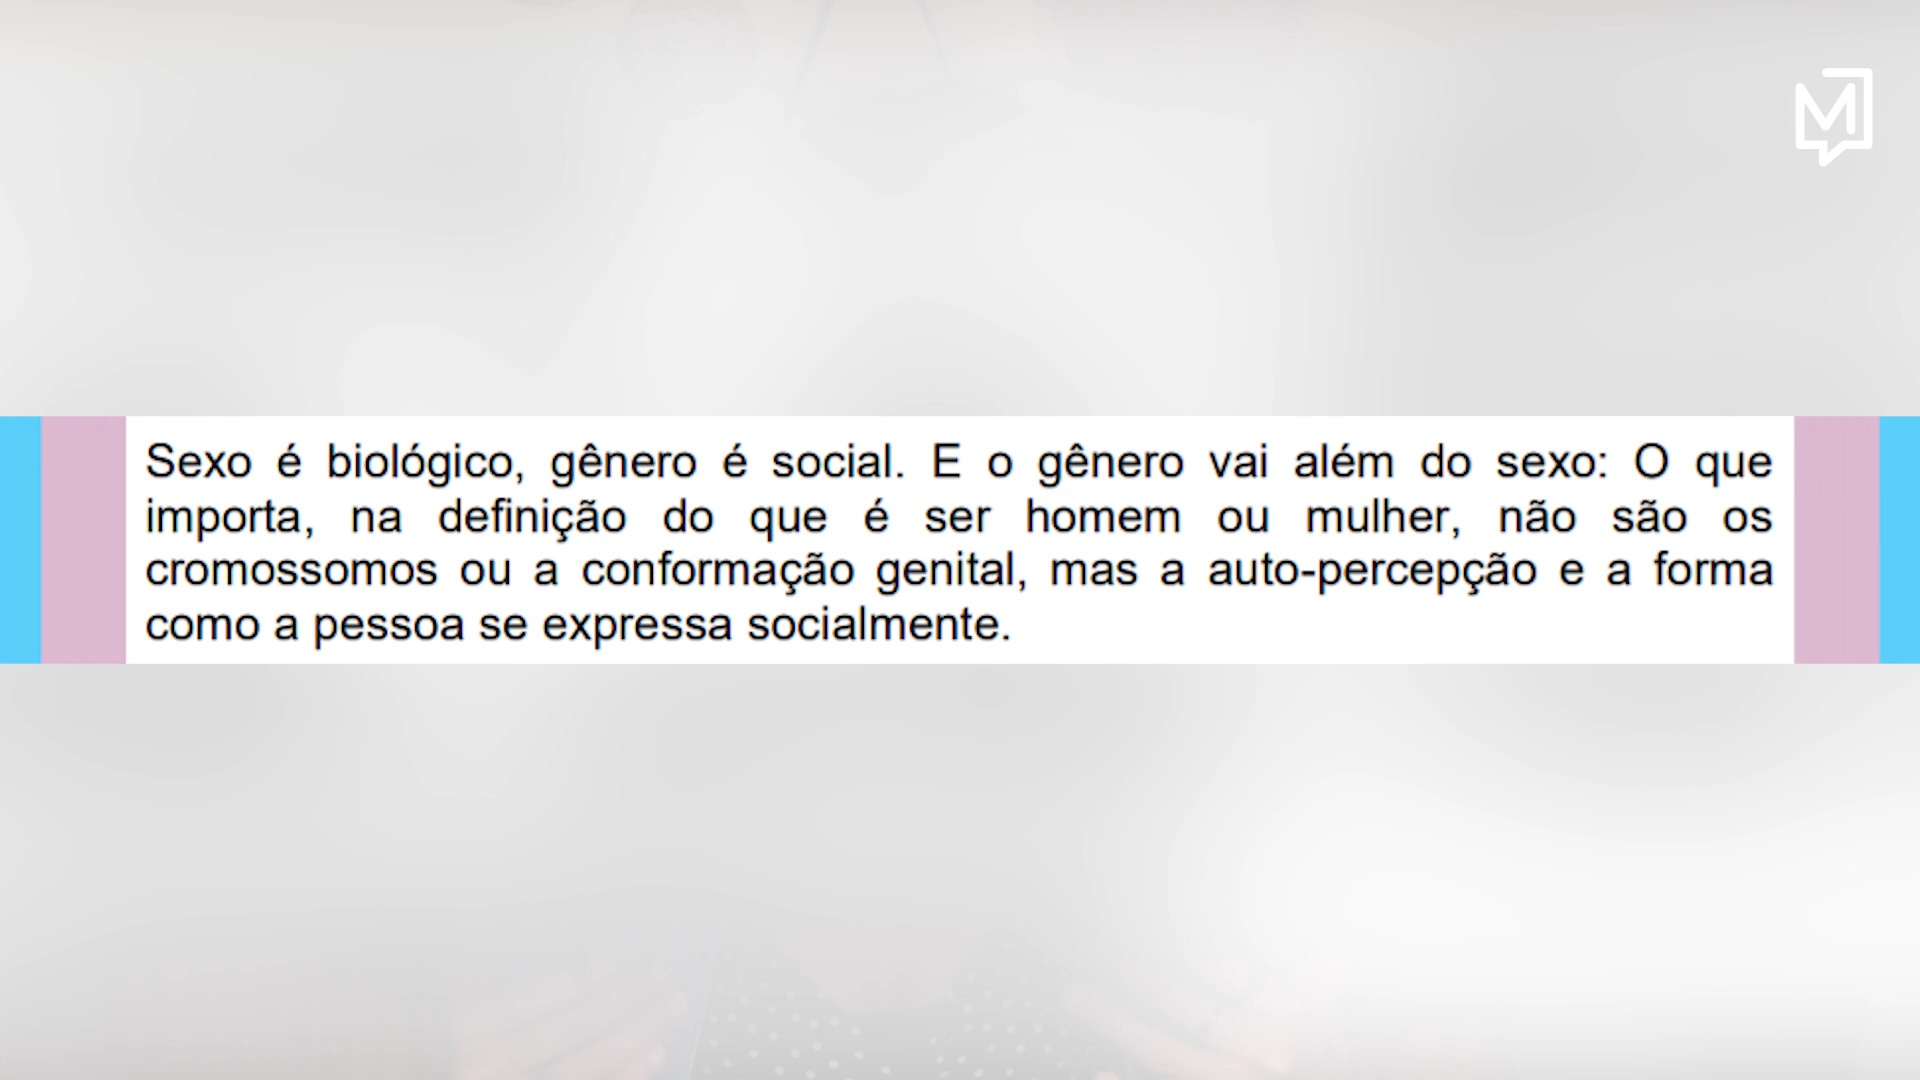 Sexo é biológico, gênero é social. E o gênero vai além do sexo: O que
importa, na definição do que é ser homem ou mulher, não são os
cromossomos ou a conformação genital, mas a auto-percepção e a forma
como a pessoa se expressa socialmente.